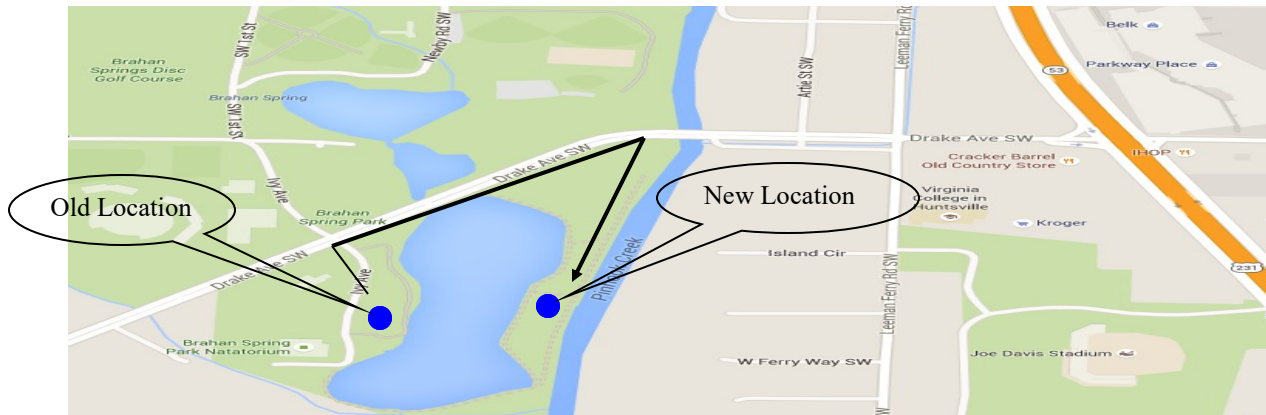 SW 1st St
Newby Rd SW
Brahan
Springs Disc
Golf Course
Brahan Spring
SW 1st St
Artie St SW
Leeman Ferry Rd SW
Belk
Parkway Place
53
Drake Ave SW
Drake Ave SW
IHOP
Cracker Barrel
Old Country Store
Ivy Ave
Old Location
Brahan
Spring Park
New Location
Virginia
College in
Huntsville
Kroger
Drake Ave SW
Ivy Ave
Pinhook Creek
Island Cir
231
Leeman Ferry Rd SW
Brahan Spring
Park Natatorium
W Ferry Way SW
Joe Davis Stadium
W